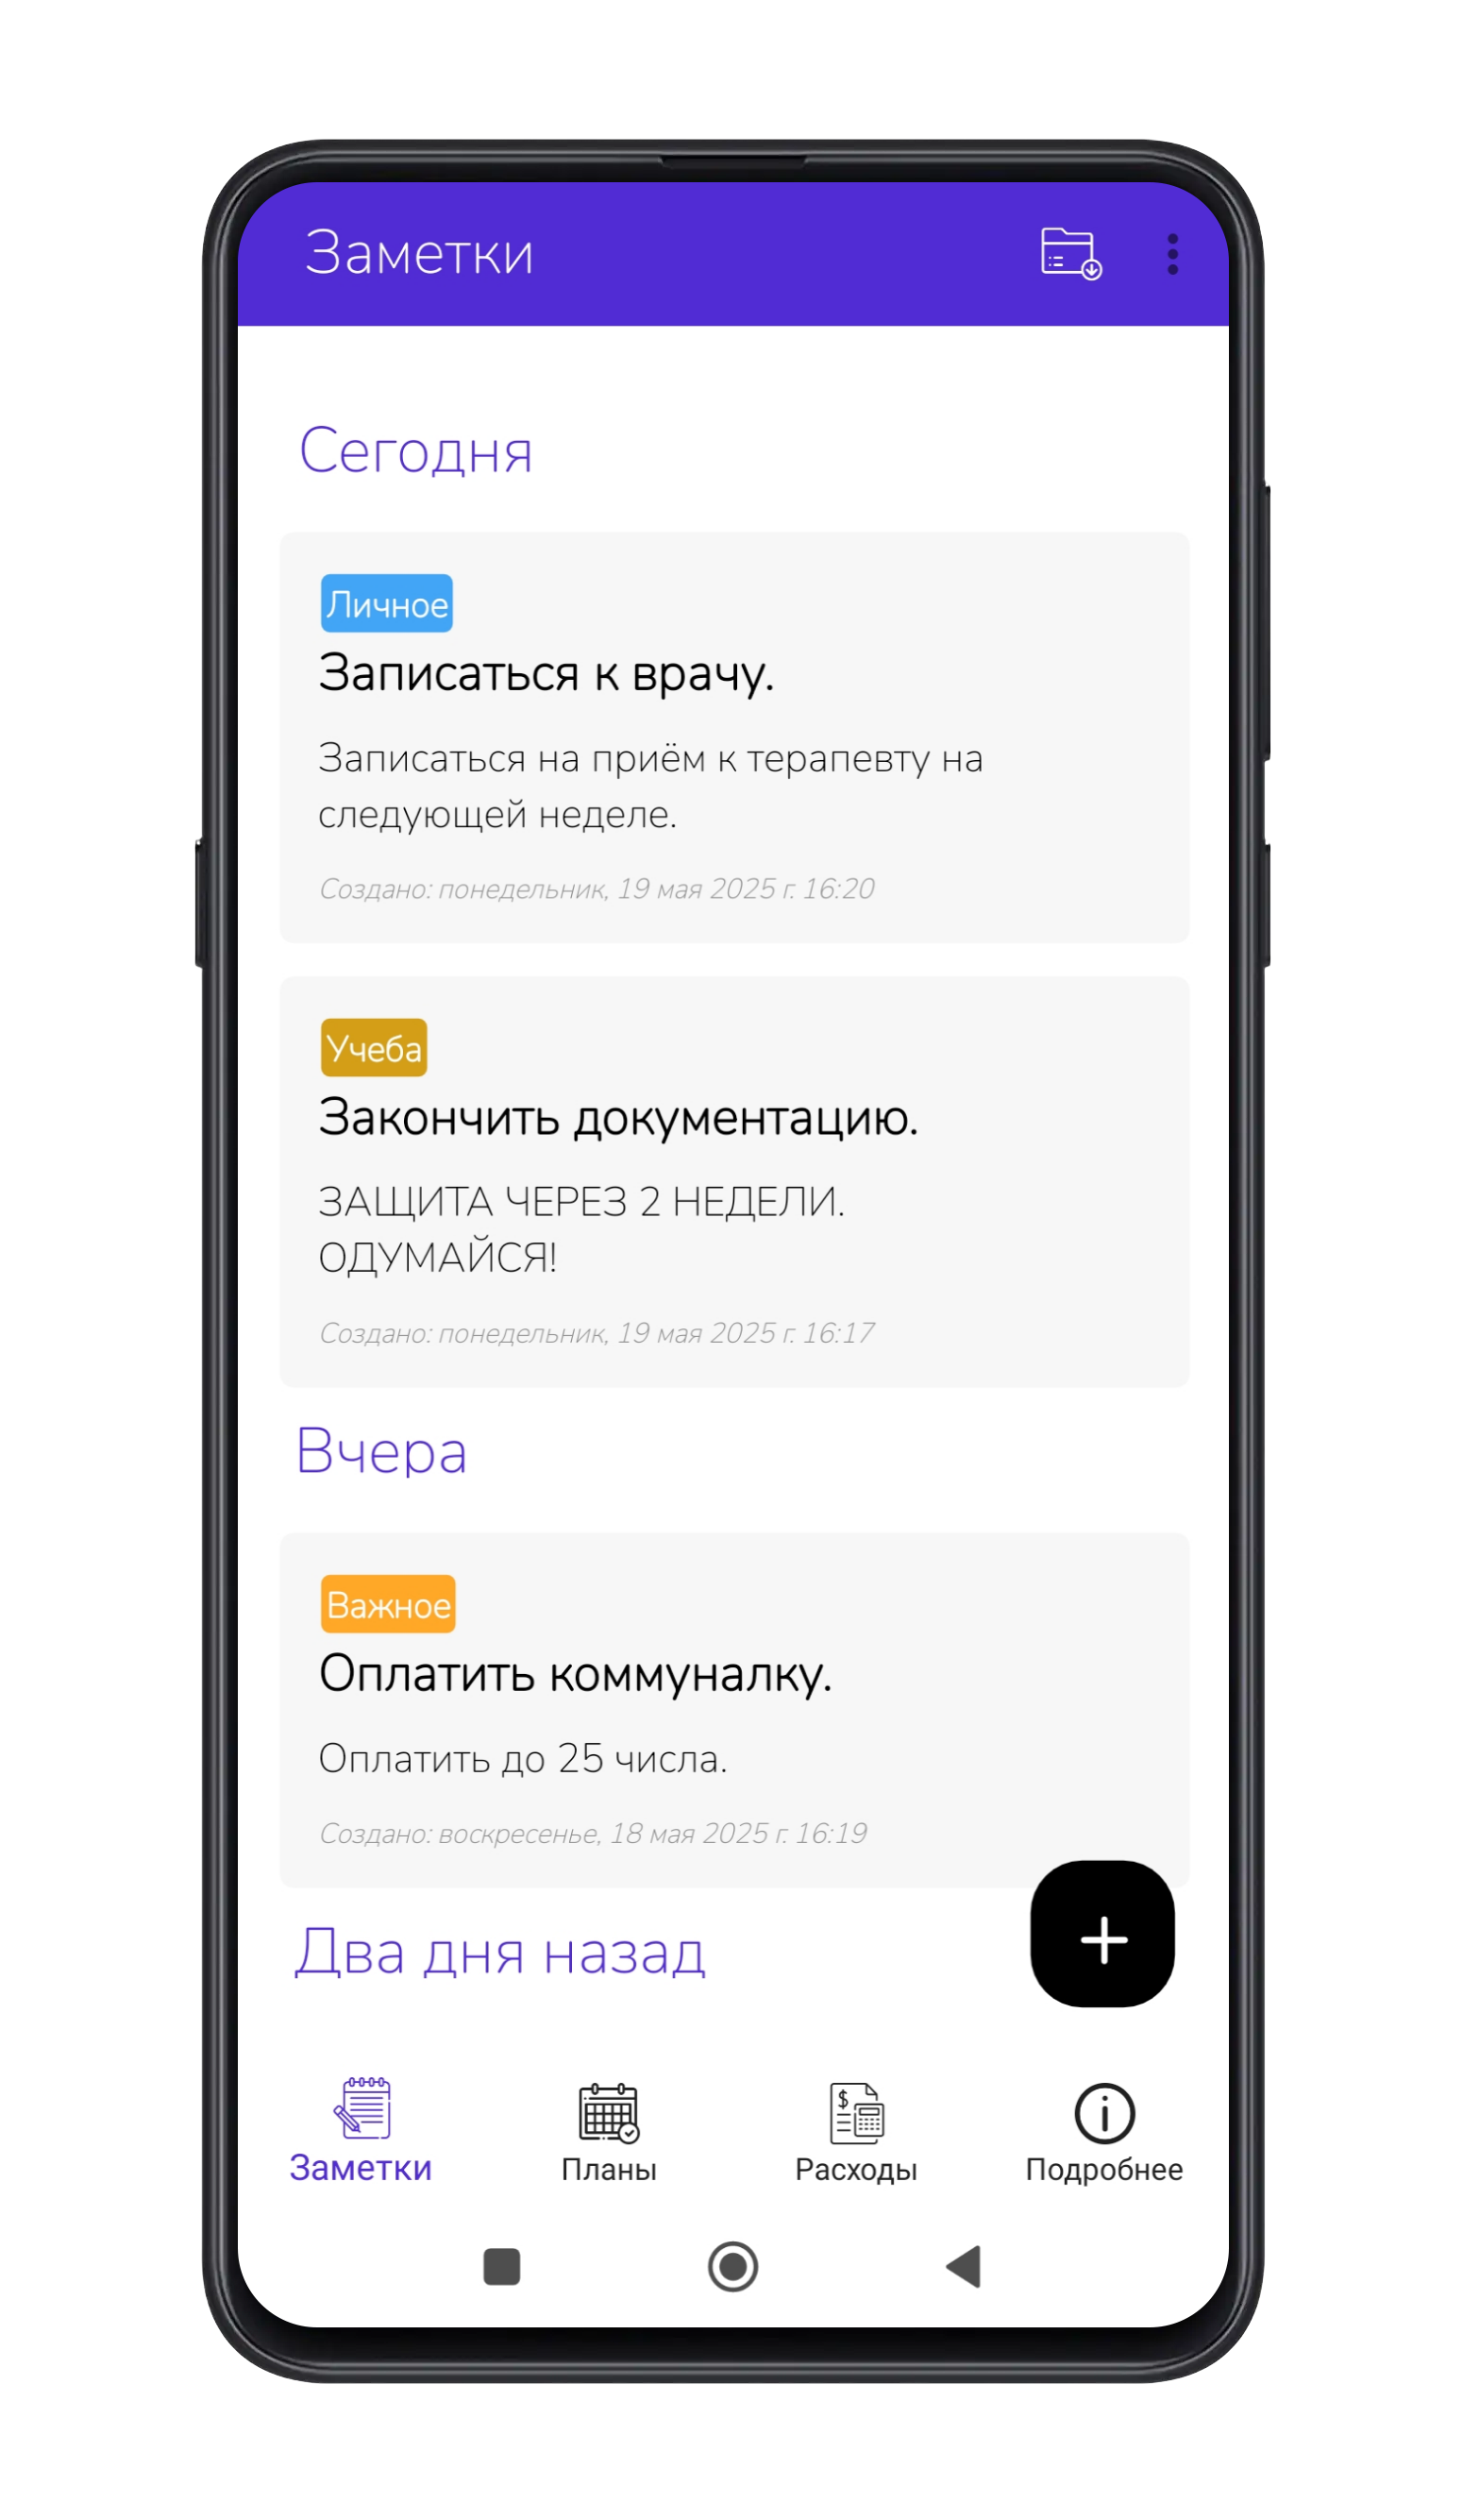 Заметки
Сегодня
Личное
Записаться к врачу.
Записаться на приём к терапевту на
следующей неделе.
Создано: понедельник, 19 мая 2025 г. 16:20
Учеба
Закончить документацию.
ЗАЩИТА ЧЕРЕЗ 2 НЕДЕЛИ.
ОДУМАЙСЯ!
Создано: понедельник, 19 мая 2025 г. 16:17
Вчера
Важное
Оплатить коммуналку.
Оплатить до 25 числа.
Создано: воскресенье, 18 мая 2025 г. 16:19
Два дня назад
Заметки Планы Расходы Подробнее